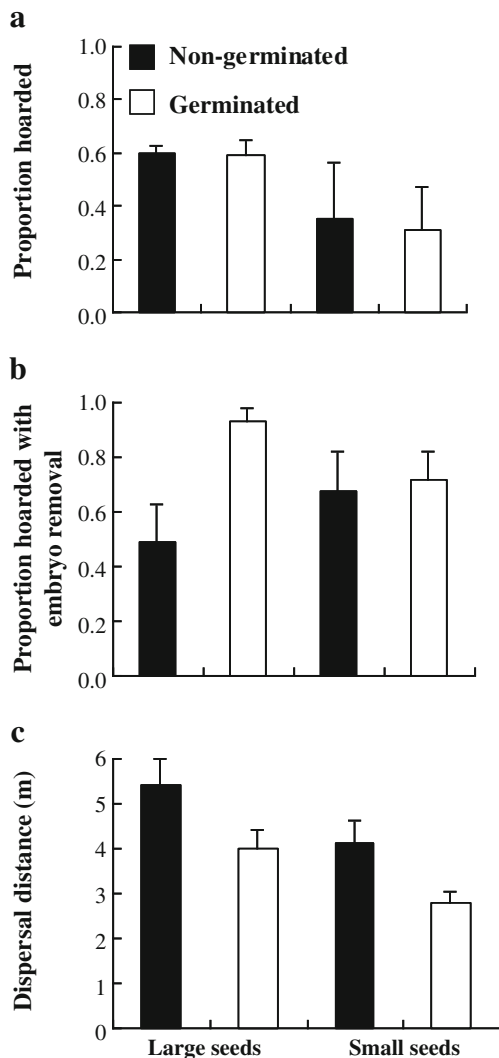 a
Proportion hoarded
1.0
0.8
0.6
0.4
0.2
0.0
Non-germinated
Germinated
b
Proportion hoarded with
embryo removal
1.0
0.8
0.6
0.4
0.2
0.0
c
Dispersal distance (m)
6
5
4
3
2
1
0
Large seeds
Small seeds